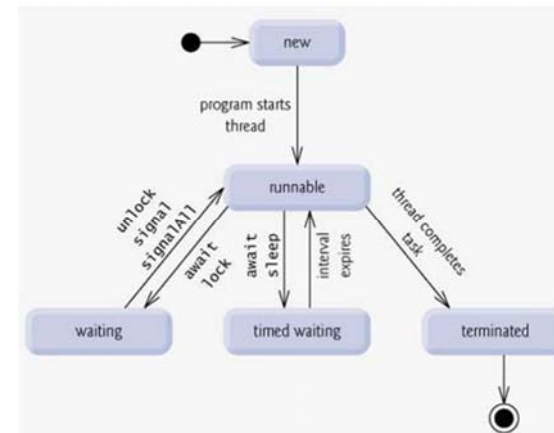 new
program starts
thread
runnable
unlock
signal
signalAll
await
lock
await
sleep
interval
expires
thread completes
task
waiting
timed waiting
terminated